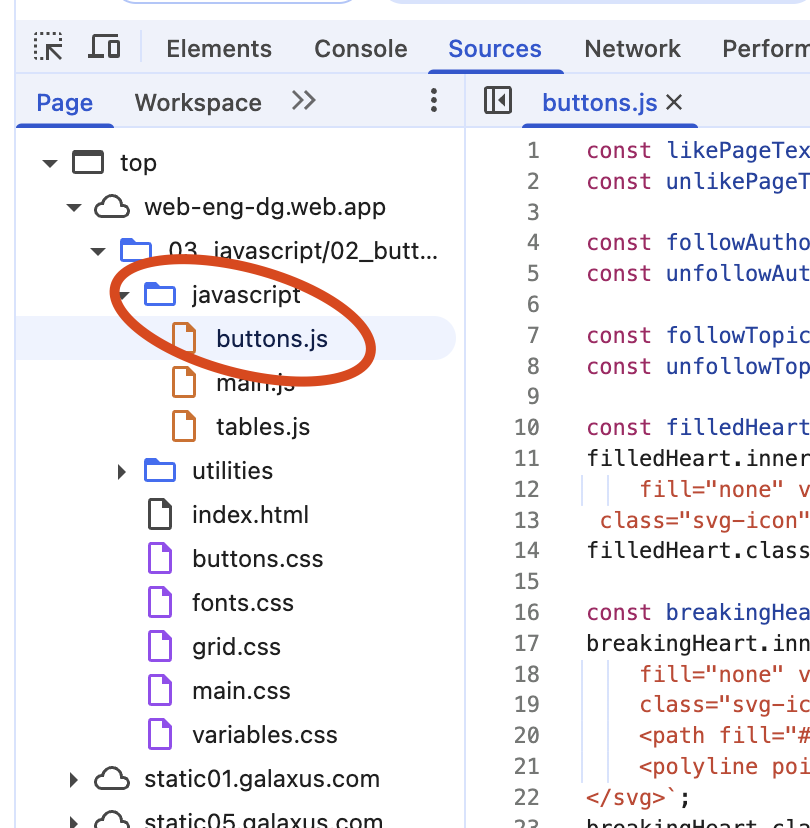 Elements Console Sources Network Perform
Page Workspace
buttons.js
top
web-eng-dg.web.app
03_javascript/02_butt...
javascript
buttons.js
main.js
tables.js
utilities
index.html
buttons.css
fonts.css
grid.css
main.css
variables.css
static01.galaxus.com
static05.galaxus.com
1 const likePageTex
2 const unlikePageT
3
4 const followAutho
5 const unfollowAut
6
7 const followTopic
8 const unfollowTop
9
10 const filledHeart
11 filledHeart.inner
12 fill="none" v
13 class="svg-icon"
14 filledHeart.class
15
16 const breakingHea
17 breakingHeart.inn
18 fill="none" v
19 class="svg-ic
20 <path fill="#
21 <polyline poi
22 </svg>`;
23 breakingHeart.cla